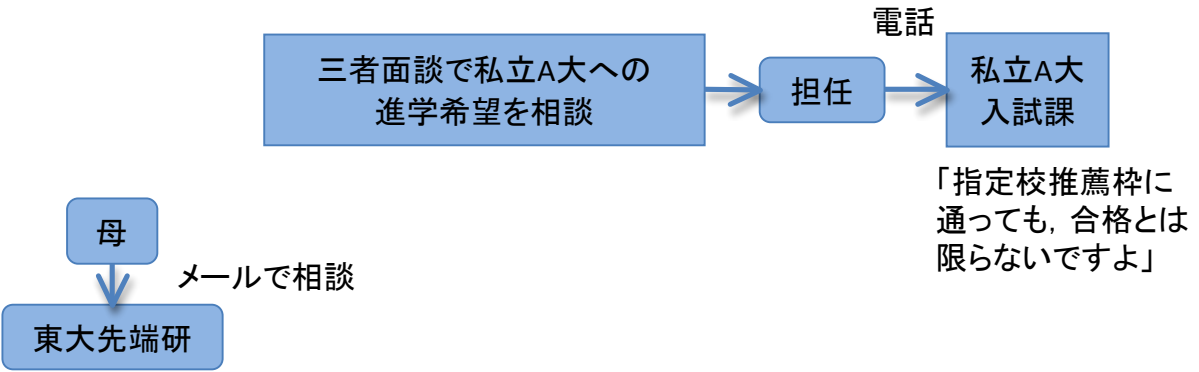 電話
三者面談で私立A大への
進学希望を相談
担任
私立A大
入試課
「指定校推薦枠に
通っても，合格とは
限らないですよ」
母
メールで相談
東大先端研